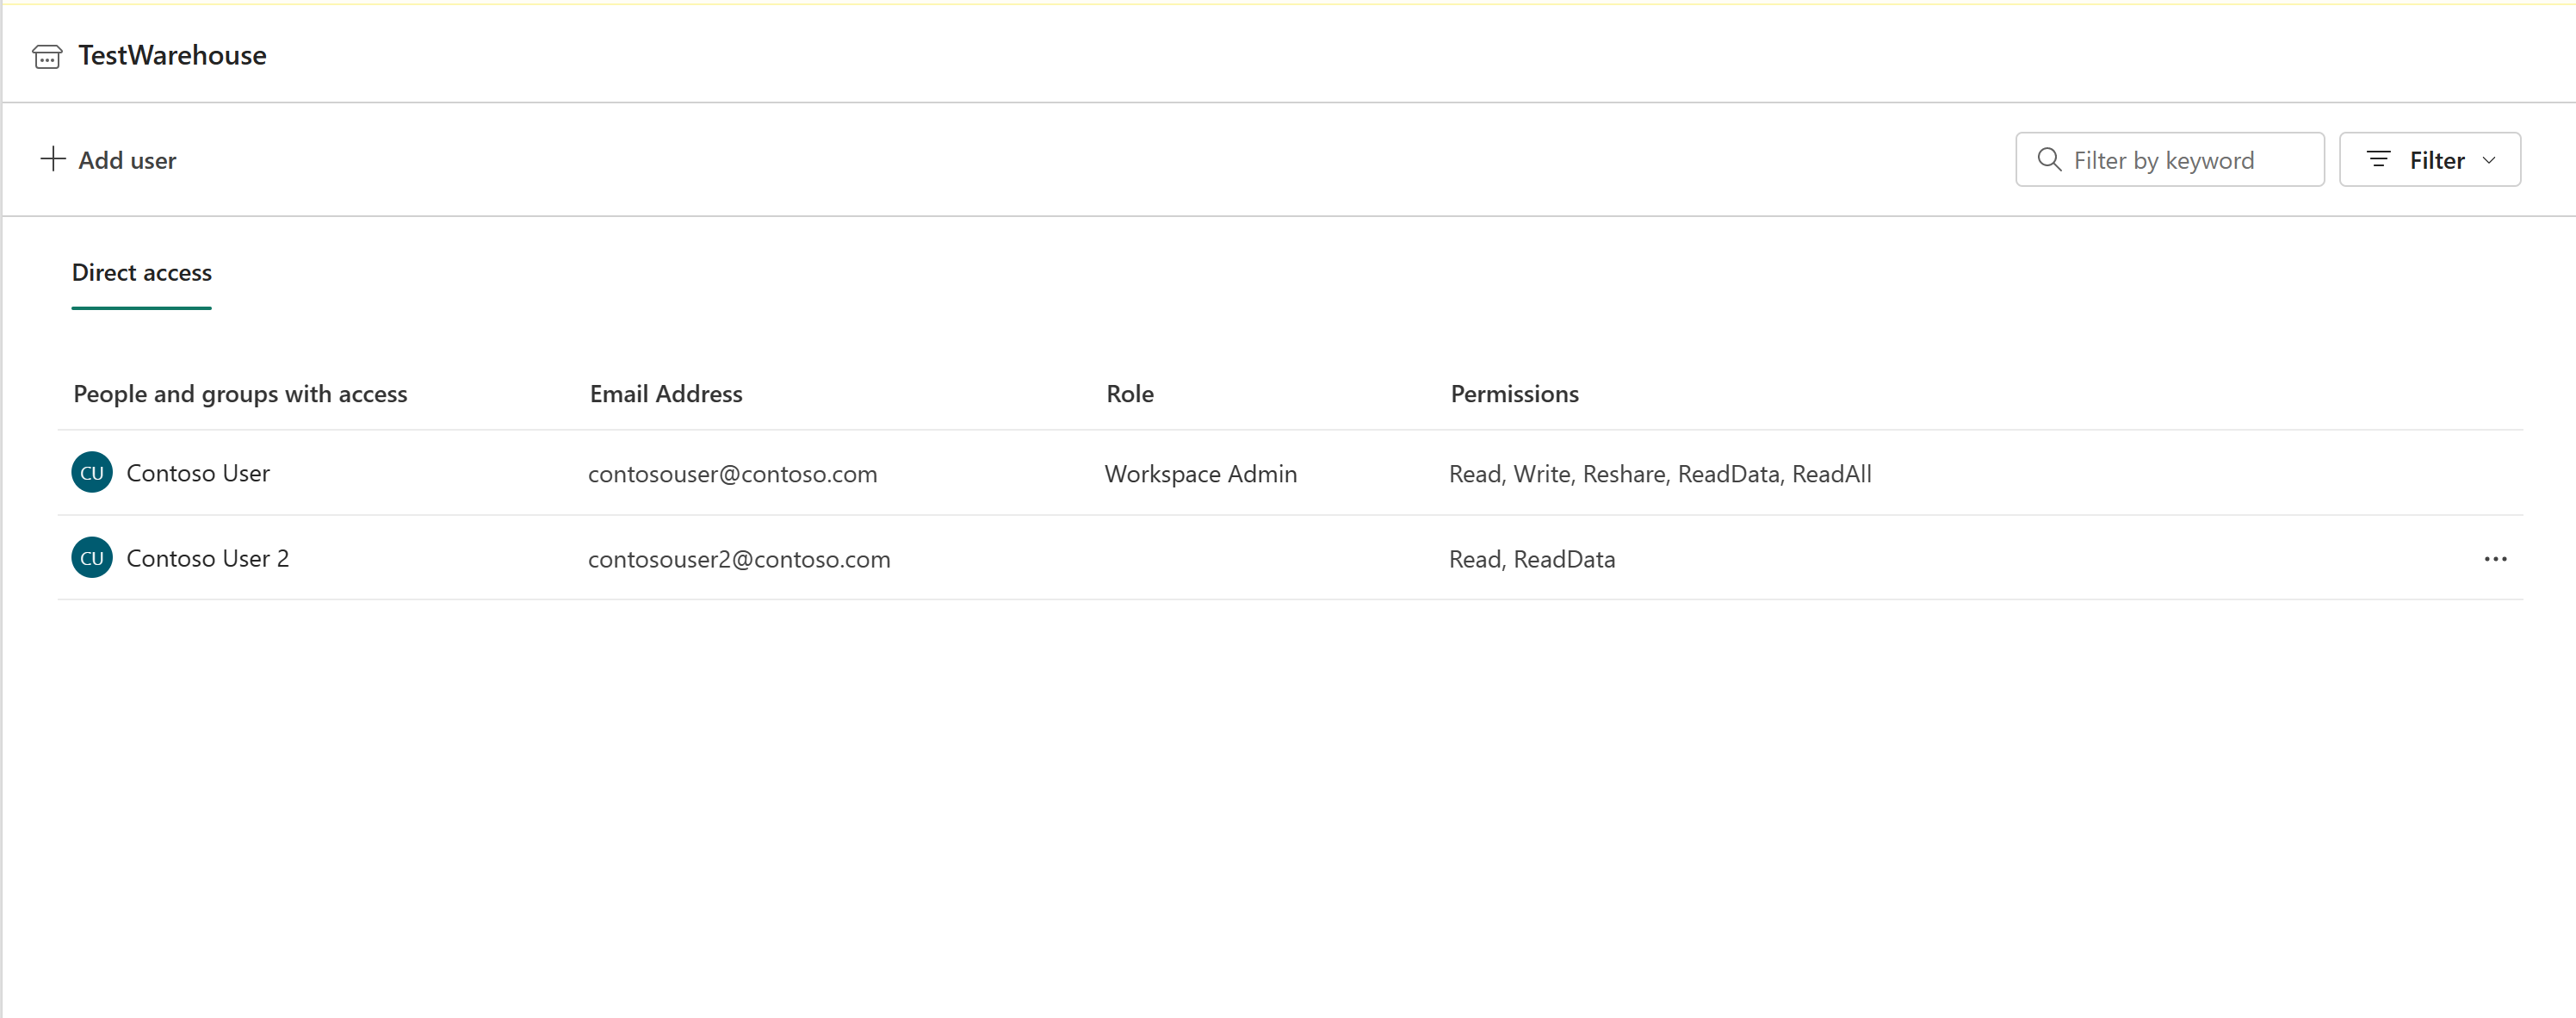 TestWarehouse
Add user
Filter by keyword
Filter
Direct access
People and groups with access Email Address Role Permissions
CU Contoso User contosouser@contoso.com Workspace Admin Read, Write, Reshare, ReadData, ReadAll
CU Contoso User 2 contosouser2@contoso.com Read, ReadData